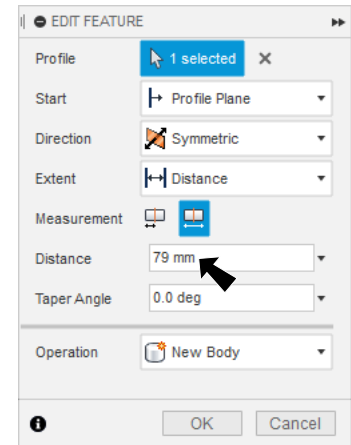 EDIT FEATURE
Profile 1 selected
Start Profile Plane
Direction Symmetric
Extent Distance
Measurement
Distance 79 mm
Taper Angle 0.0 deg
Operation New Body
OK Cancel